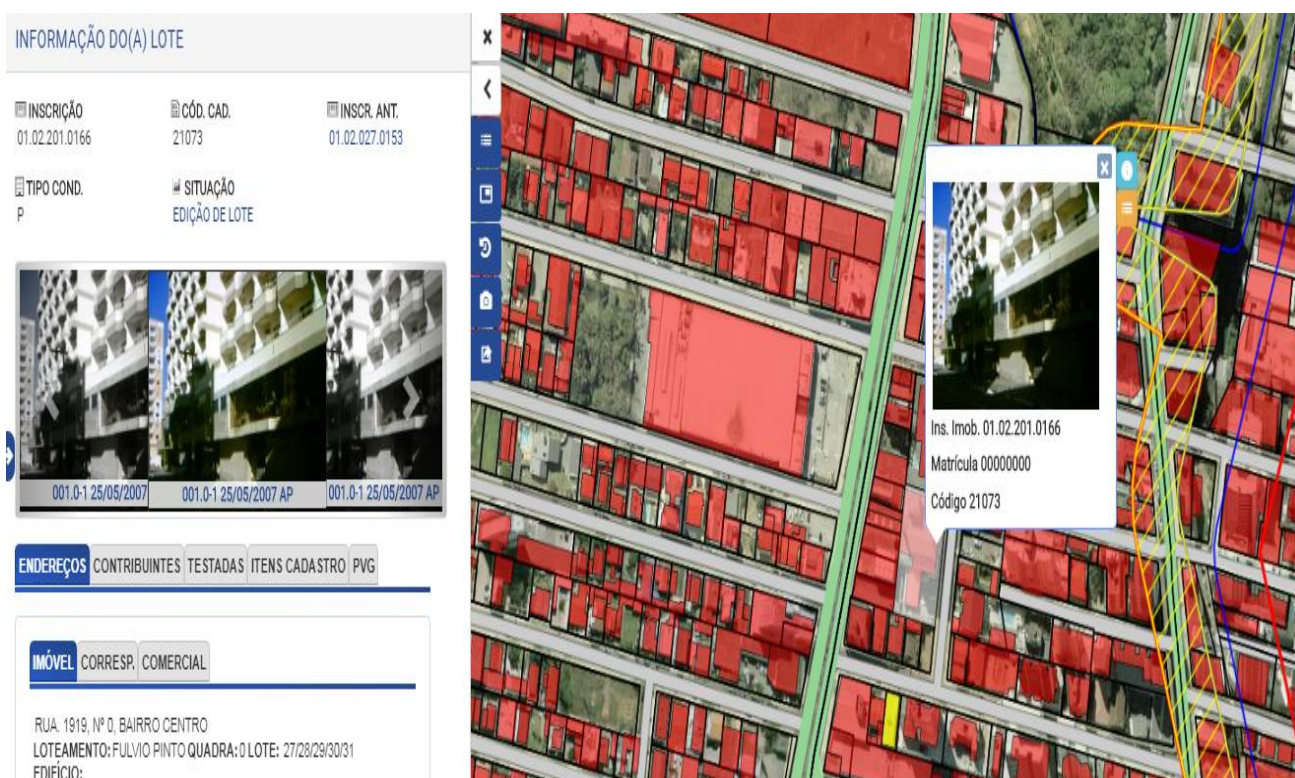 INFORMAÇÃO DO(A) LOTE
INSCRIÇÃO CÓD. CAD. INSCR. ANT.
01.02.201.0166 21073 01.02.027.0153
TIPO COND. SITUAÇÃO
P EDIÇÃO DE LOTE
001.0-1 25/05/2007 001.0-1 25/05/2007 AP 001.0-1 25/05/2007 AP
ENDEREÇOS CONTRIBUINTES TESTADAS ITENS CADASTRO PVG
IMÓVEL CORRESP. COMERCIAL
RUA. 1919, Nº 0, BAIRRO CENTRO
LOTEAMENTO: FULVIO PINTO QUADRA: 0 LOTE: 27/28/29/30/31
EDIFÍCIO:
Ins. Imob. 01.02.201.0166
Matrícula 00000000
Código 21073